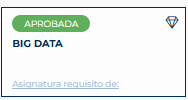 APROBADA
BIG DATA
Asignatura requisito de: